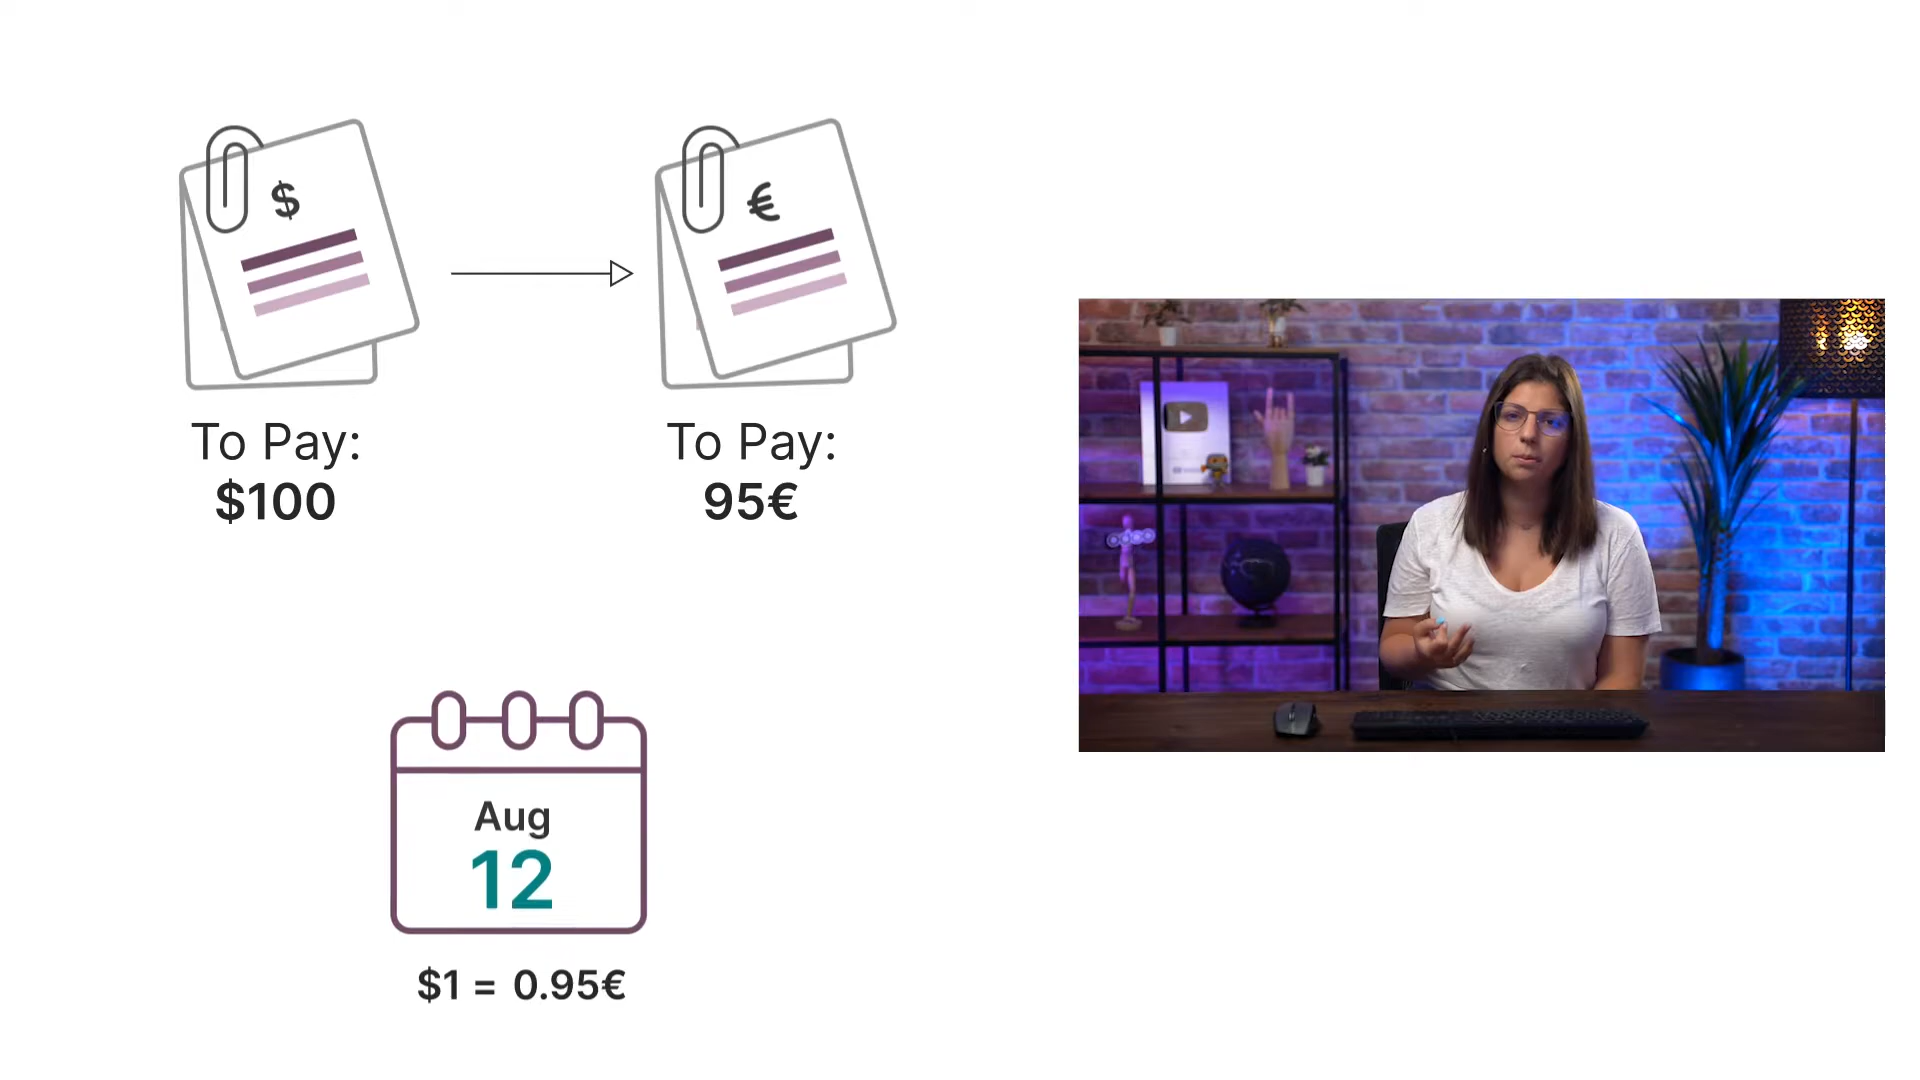 $
€
To Pay:
$100
To Pay:
95€
Aug
12
$1 = 0.95€